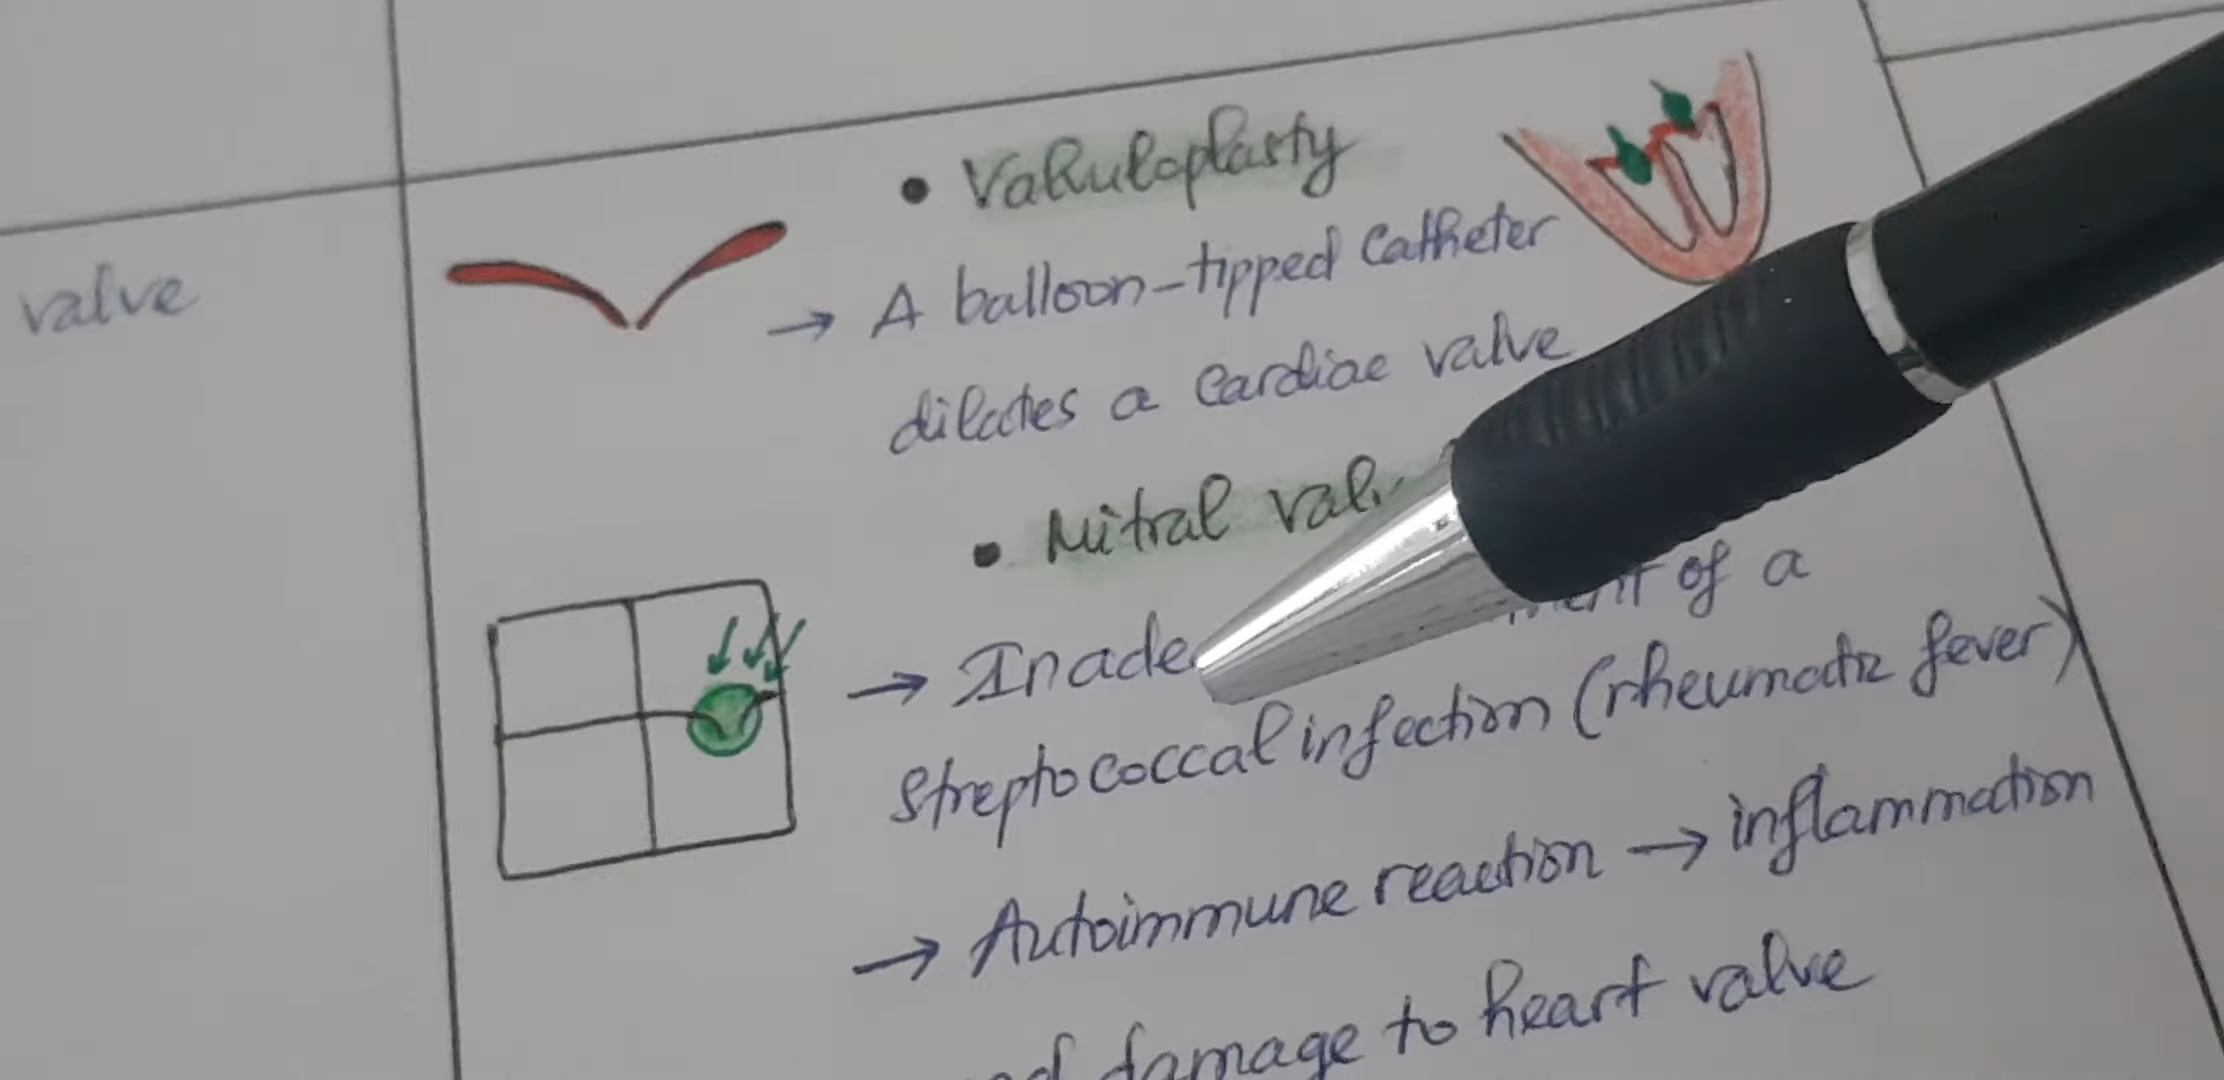 valve
• Valvuloplasty
→ A balloon-tipped catheter
dilates a cardiac valve
• Mitral
→ of a
streptococcal infection (rheumatic fever)
→ Autoimmune reaction → inflammation
damage to heart valve